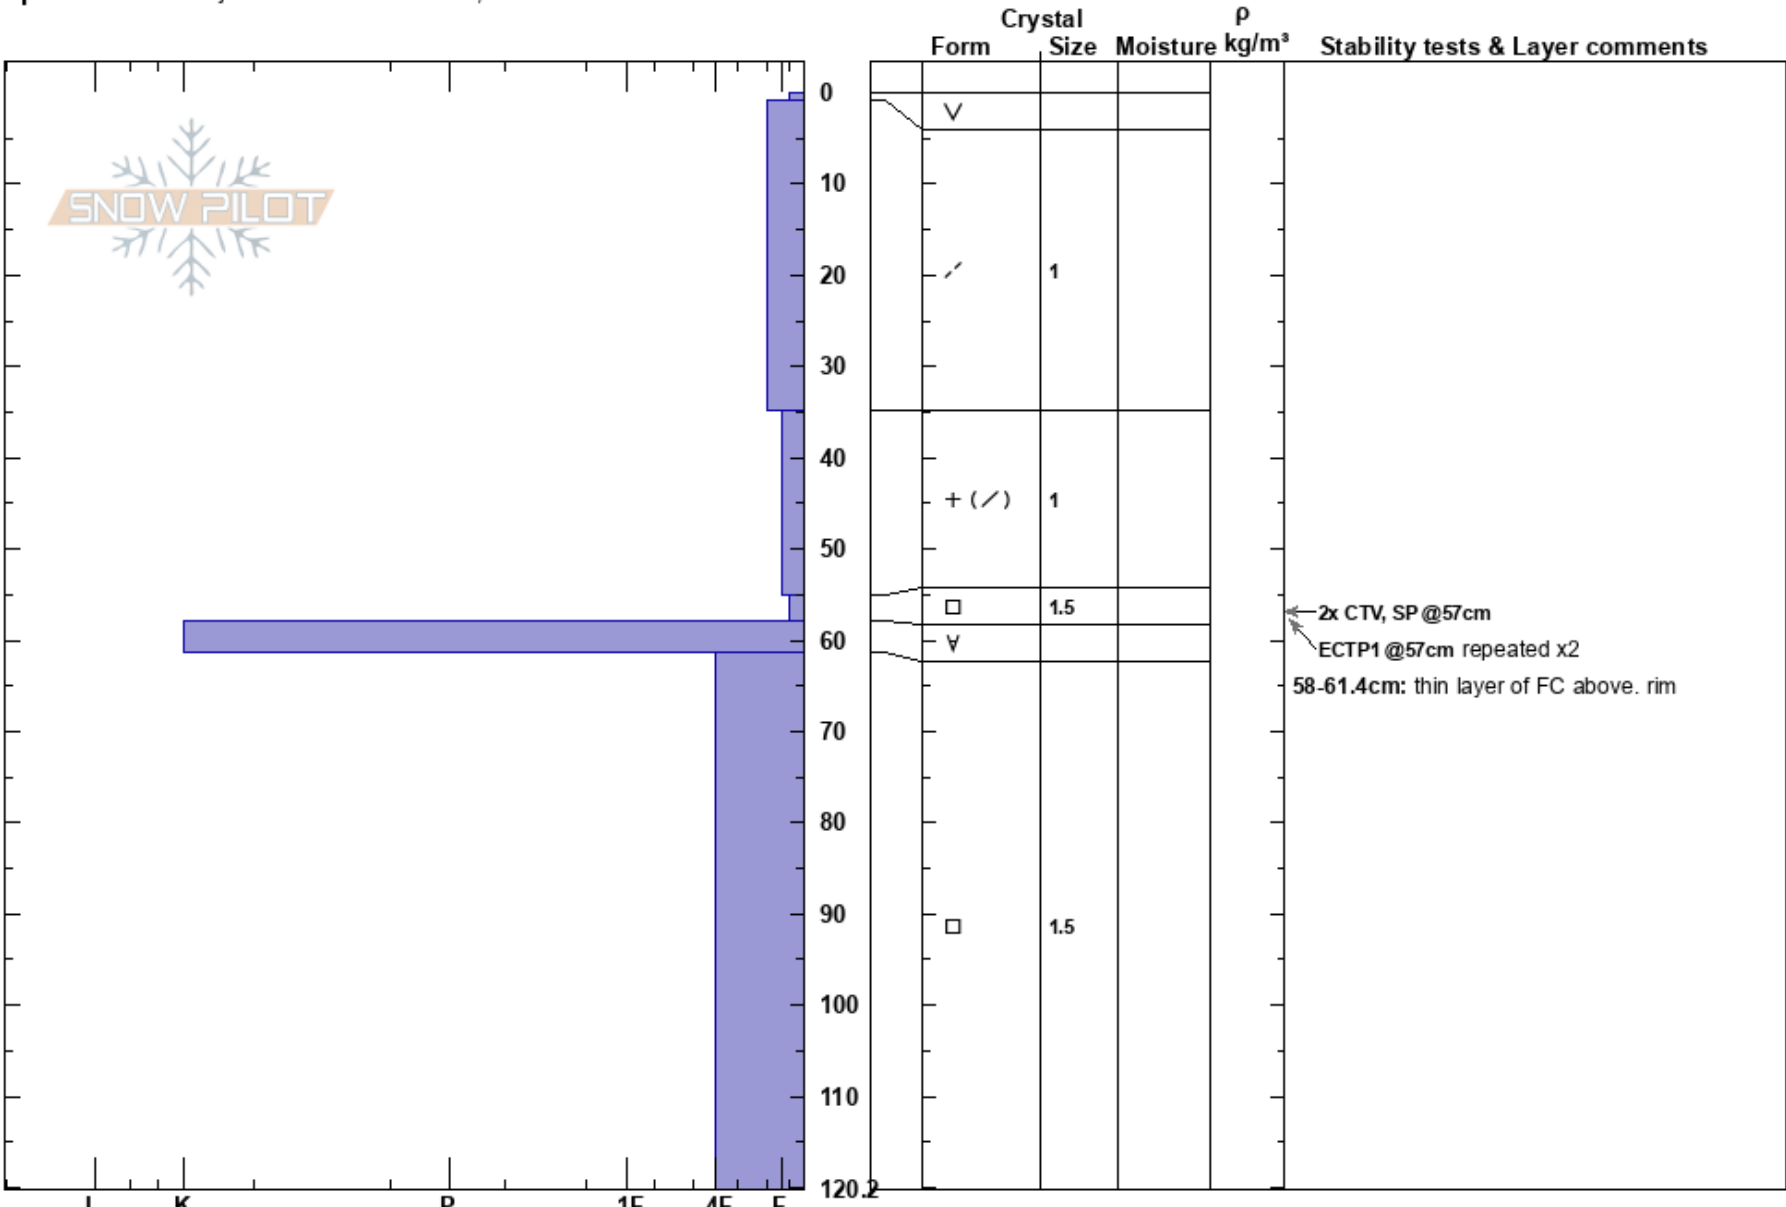 Crystal ρ
Form Size Moisture kg/m³ Stability tests & Layer comments
0
V
10
SNOW PILOT
20
1
30
40
+ (/) 1
50
□ 1.5
2x CTV, SP @57cm
60
ECTP1 @57cm repeated x2
58-61.4cm: thin layer of FC above. rim
70
80
90
□ 1.5
100
110
120.2
I K P 1F 4F F